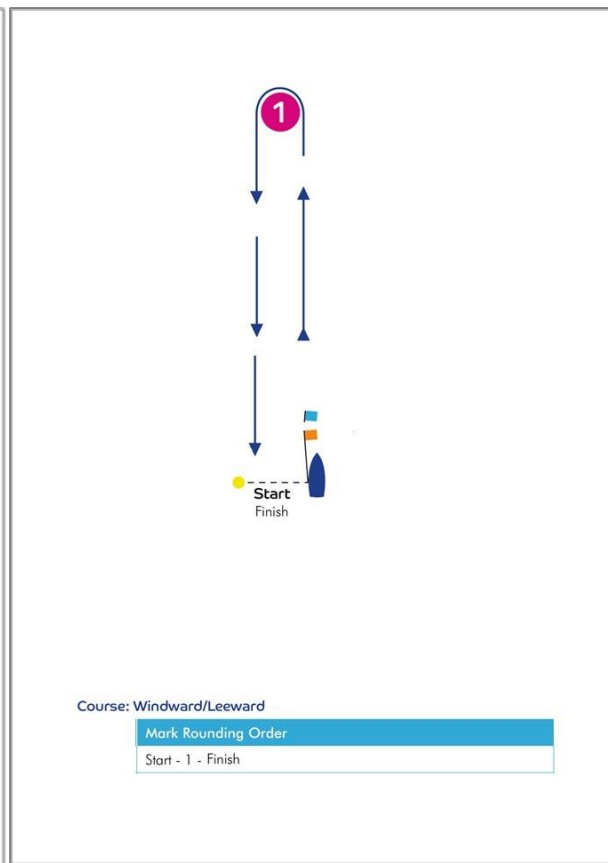 1
Start
Finish
Course: Windward/Leeward
Mark Rounding Order
Start - 1 - Finish